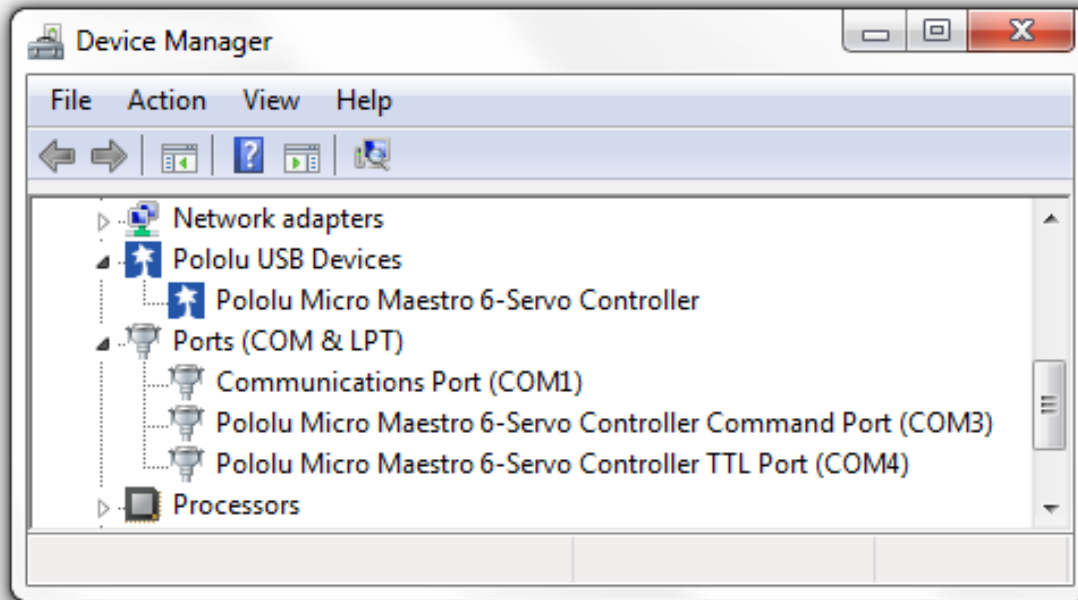 Device Manager
File Action View Help
Network adapters
Pololu USB Devices
Pololu Micro Maestro 6-Servo Controller
Ports (COM & LPT)
Communications Port (COM1)
Pololu Micro Maestro 6-Servo Controller Command Port (COM3)
Pololu Micro Maestro 6-Servo Controller TTL Port (COM4)
Processors